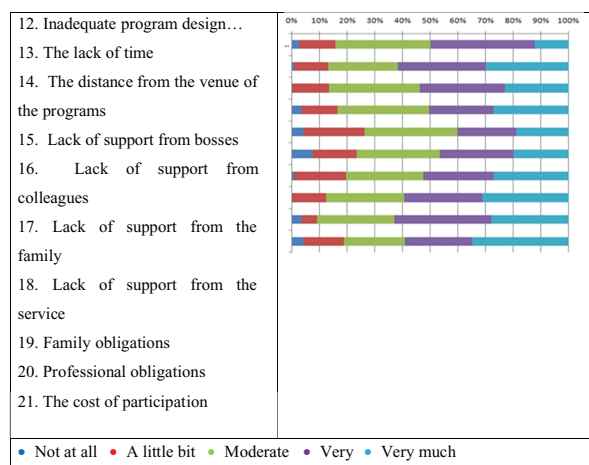 12. Inadequate program design…
13. The lack of time
14. The distance from the venue of
the programs
15. Lack of support from bosses
16. Lack of support from
colleagues
17. Lack of support from the
family
18. Lack of support from the
service
19. Family obligations
20. Professional obligations
21. The cost of participation
0% 10% 20% 30% 40% 50% 60% 70% 80% 90% 100%
• Not at all • A little bit • Moderate • Very • Very much